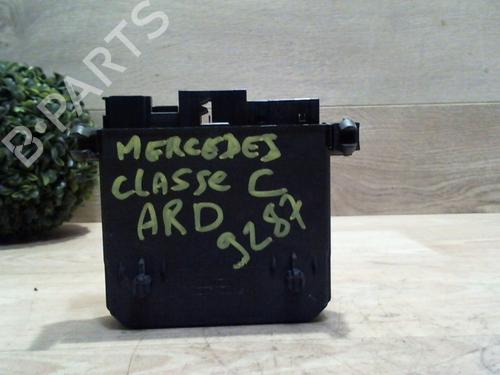 B-PARTS
MERCEDES
CLASSE C
ARD
9287